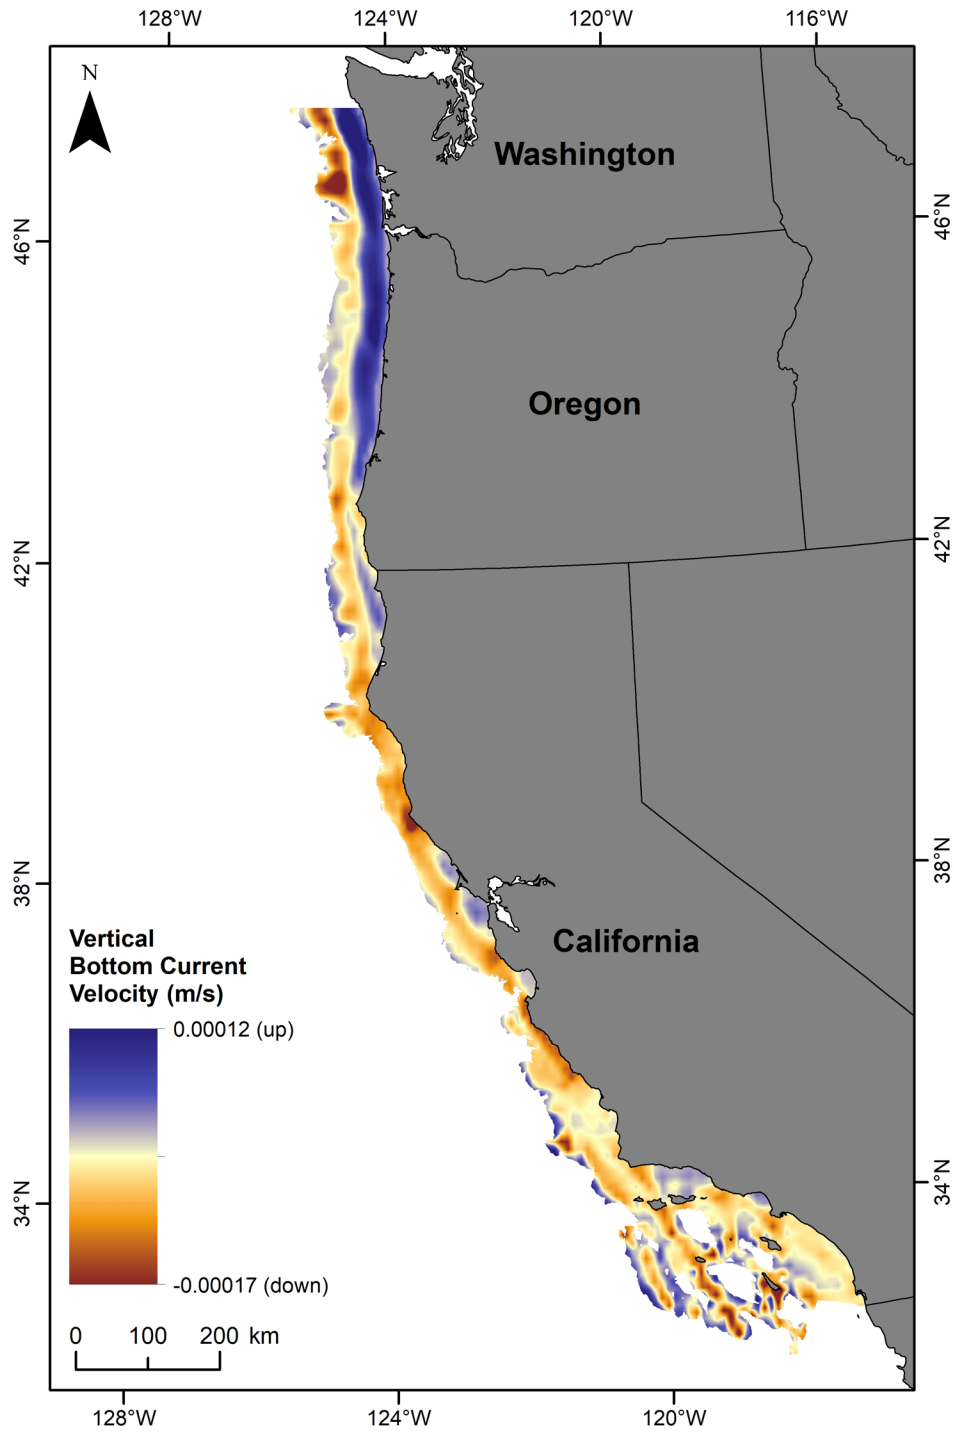 128°W 124°W 120°W 116°W
N
Washington
46°N
46°N
Oregon
42°N
42°N
38°N
38°N
California
Vertical
Bottom Current
Velocity (m/s)
0.00012 (up)
34°N
34°N
-0.00017 (down)
0 100 200 km
128°W 124°W 120°W